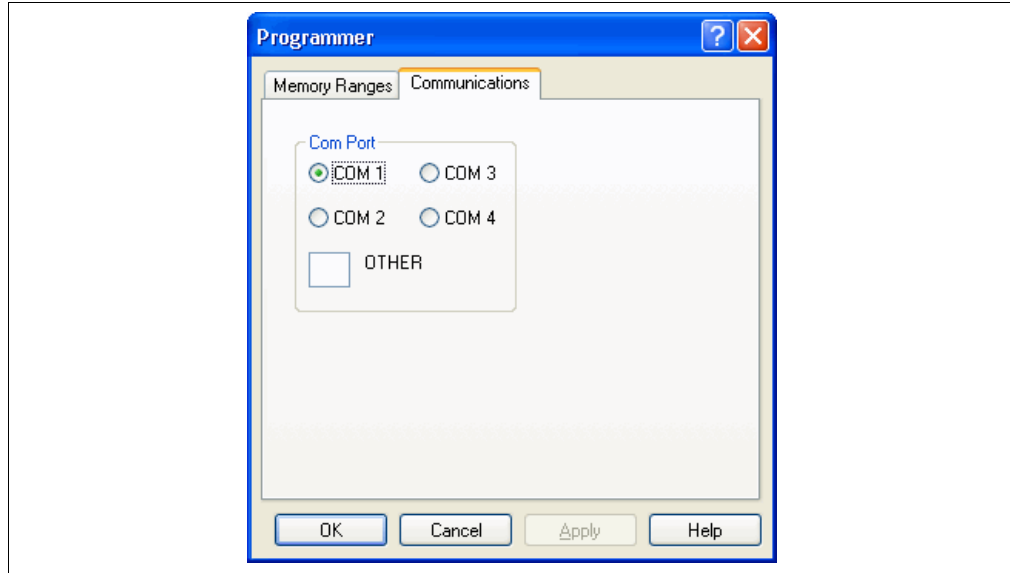 Programmer
Memory Ranges Communications
Com Port
COM 1 COM 3
COM 2 COM 4
OTHER
OK Cancel Apply Help